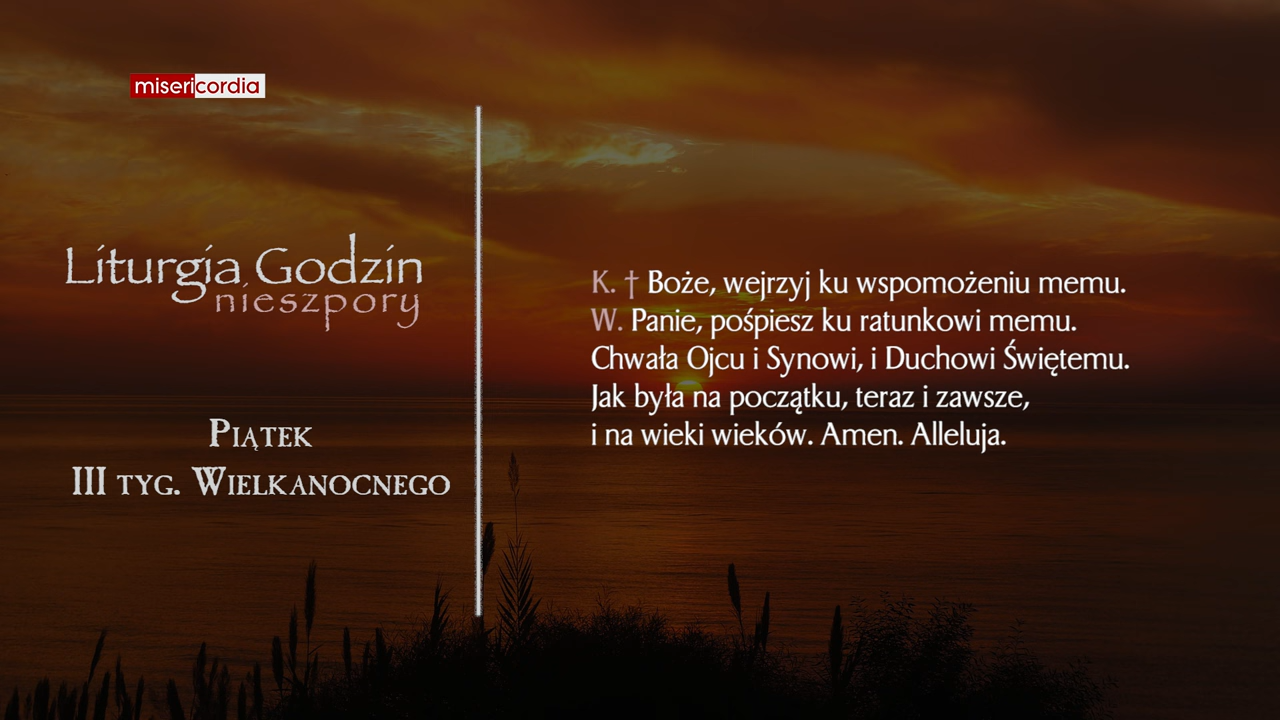 misericordia
Liturgia Godzin
nieszpory
Piątek
III tyg. Wielkanocnego
K. † Boże, wejrzyj ku wspomożeniu memu.
W. Panie, pośpiesz ku ratunkowi memu.
Chwała Ojcu i Synowi, i Duchowi Świętemu.
Jak była na początku, teraz i zawsze,
i na wieki wieków. Amen. Alleluja.